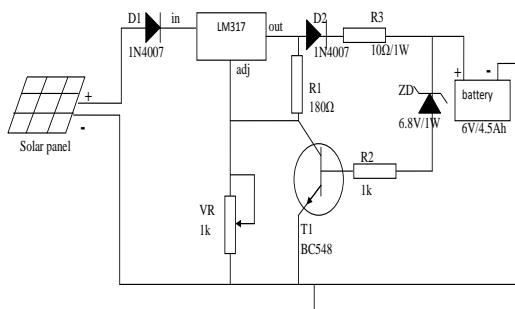 D1
in
LM317
out
D2
R3
1N4007
1N4007
10Ω/1W
adj
+
-
+
-
R1
180Ω
ZD
battery
6.8V/1W
6V/4.5Ah
Solar panel
R2
1k
VR
1k
T1
BC548